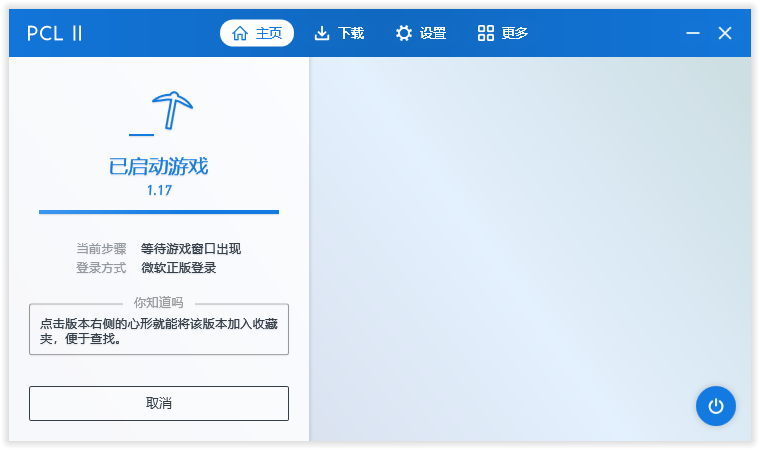 PCL II
主页
下载
设置
更多
已启动游戏
1.17
当前步骤 等待游戏窗口出现
登录方式 微软正版登录
你知道吗
点击版本右侧的心形就能将该版本加入收藏
夹，便于查找。
取消